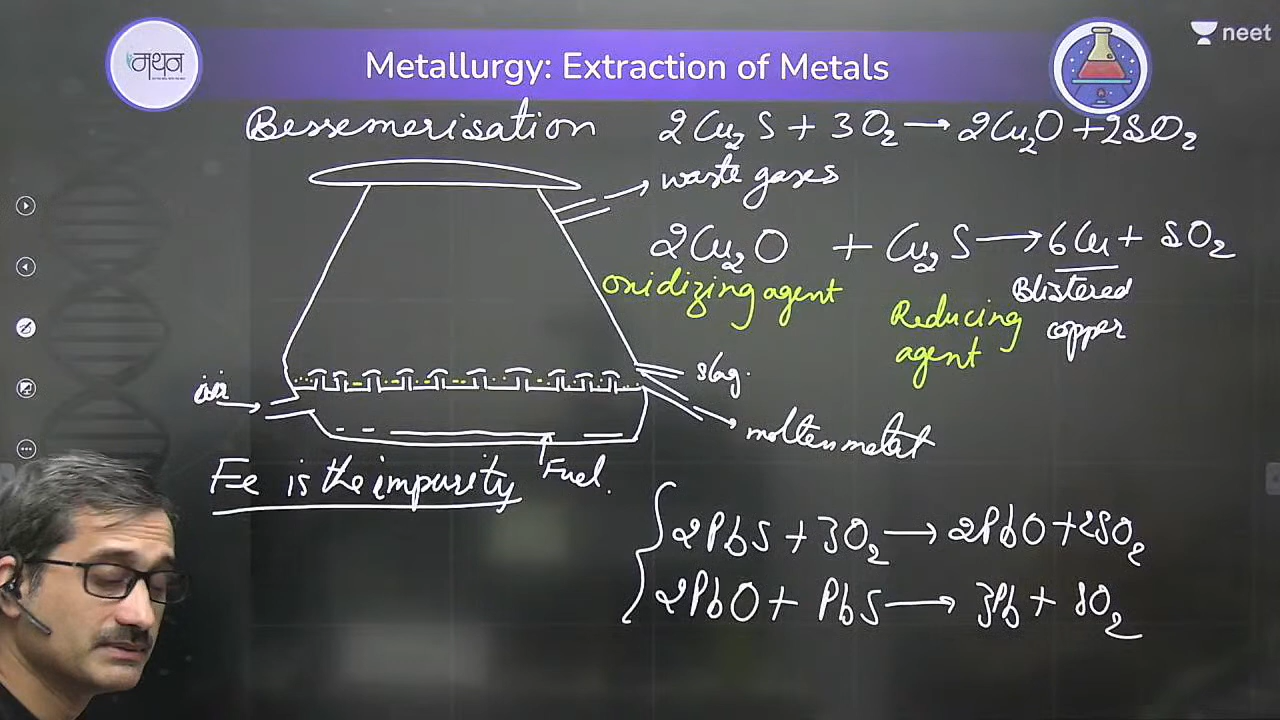 मंथन
Metallurgy: Extraction of Metals
neet
Bessemerisation
2Cu₂S + 3O₂ → 2Cu₂O + 2SO₂
waste gases
2Cu₂O + Cu₂S → 6Cu + SO₂
Oxidizing agent
Reducing agent
Blistered copper
air
slag.
molten metal
Fuel.
Fe is the impurity
2PbS + 3O₂ → 2PbO + 2SO₂
2PbO + PbS → 3Pb + SO₂